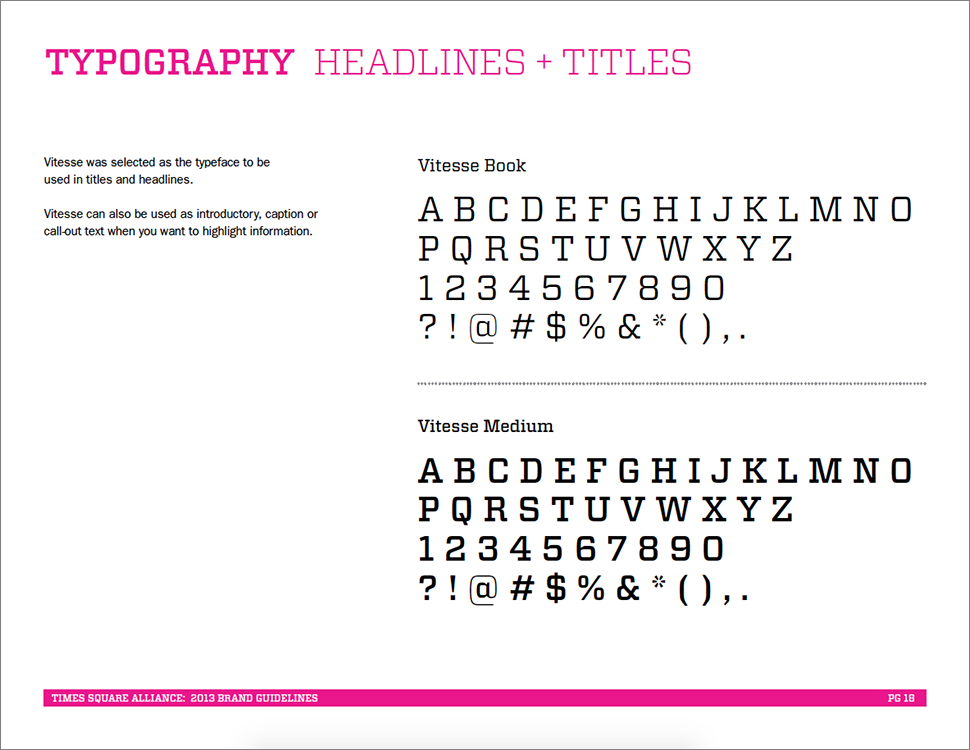 TYPOGRAPHY HEADLINES + TITLES
Vitesse was selected as the typeface to be
used in titles and headlines.
Vitesse can also be used as introductory, caption or
call-out text when you want to highlight information.
Vitesse Book
A B C D E F G H I J K L M N O
P Q R S T U V W X Y Z
1 2 3 4 5 6 7 8 9 0
? ! @ # $ % & * ( ) , .
Vitesse Medium
A B C D E F G H I J K L M N O
P Q R S T U V W X Y Z
1 2 3 4 5 6 7 8 9 0
? ! @ # $ % & * ( ) , .
TIMES SQUARE ALLIANCE: 2013 BRAND GUIDELINES PG 18